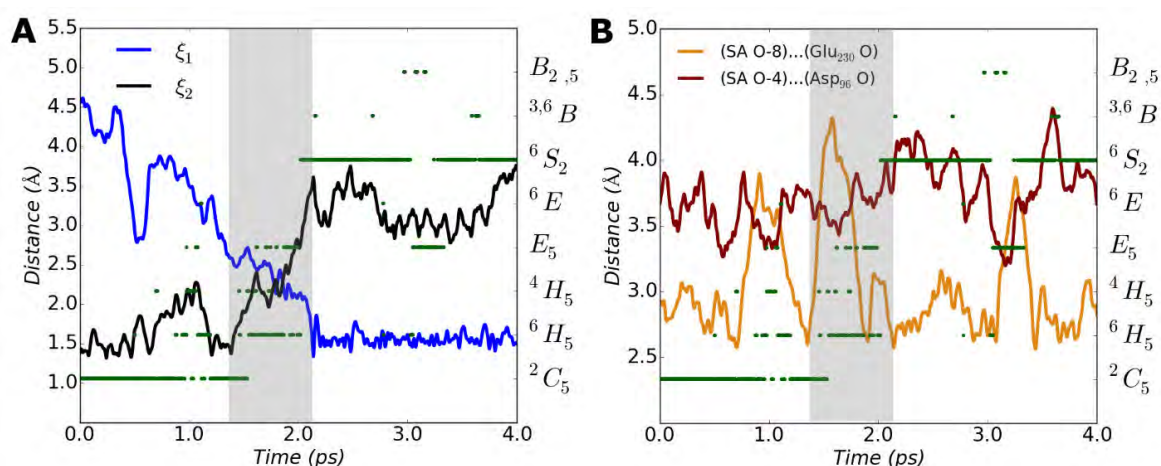 A
ξ₁
ξ₂
5.5
5.0
4.5
4.0
3.5
3.0
2.5
2.0
1.5
1.0
Distance (Å)
0.0 1.0 2.0 3.0 4.0
Time (ps)
B₂,₅
³,⁶B
⁶S₂
⁶E
E₅
⁴H₅
⁶H₅
²C₅
B
(SA O-8)...(Glu₂₃₀ O)
(SA O-4)...(Asp₉₆ O)
5.0
4.5
4.0
3.5
3.0
2.5
Distance (Å)
0.0 1.0 2.0 3.0 4.0
Time (ps)
B₂,₅
³,⁶B
⁶S₂
⁶E
E₅
⁴H₅
⁶H₅
²C₅